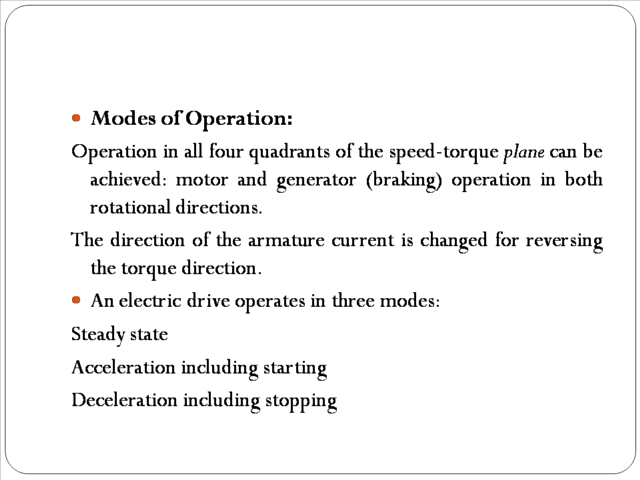 Modes of Operation:
Operation in all four quadrants of the speed-torque plane can be
achieved: motor and generator (braking) operation in both
rotational directions.
The direction of the armature current is changed for reversing
the torque direction.
An electric drive operates in three modes:
Steady state
Acceleration including starting
Deceleration including stopping